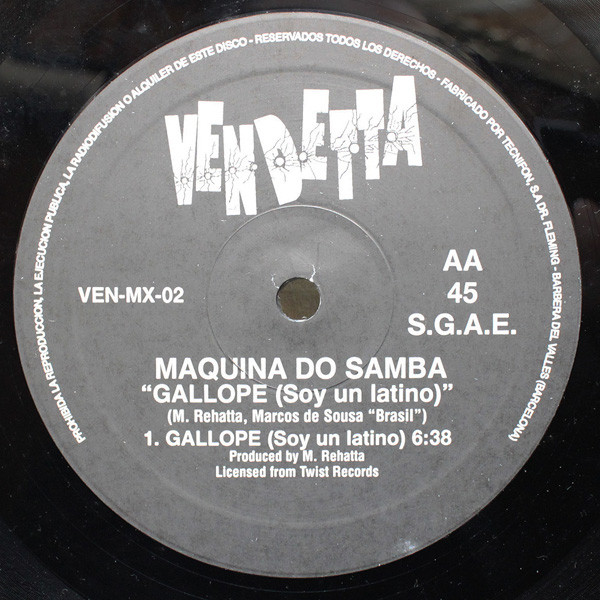 PROHIBIDA LA REPRODUCCION, LA EJECUCION PUBLICA, LA RADIODIFUSION O ALQUILER DE ESTE DISCO - RESERVADOS TODOS LOS DERECHOS - FABRICADO POR TECNIFON, S.A DR. FLEMING - BARBERA DEL VALLES (BARCELONA)
VENDETTA
VEN-MX-02
AA
45
S.G.A.E.
MAQUINA DO SAMBA
“GALLOPE (Soy un latino)”
(M. Rehatta, Marcos de Sousa “Brasil”)
1. GALLOPE (Soy un latino) 6:38
Produced by M. Rehatta
Licensed from Twist Records